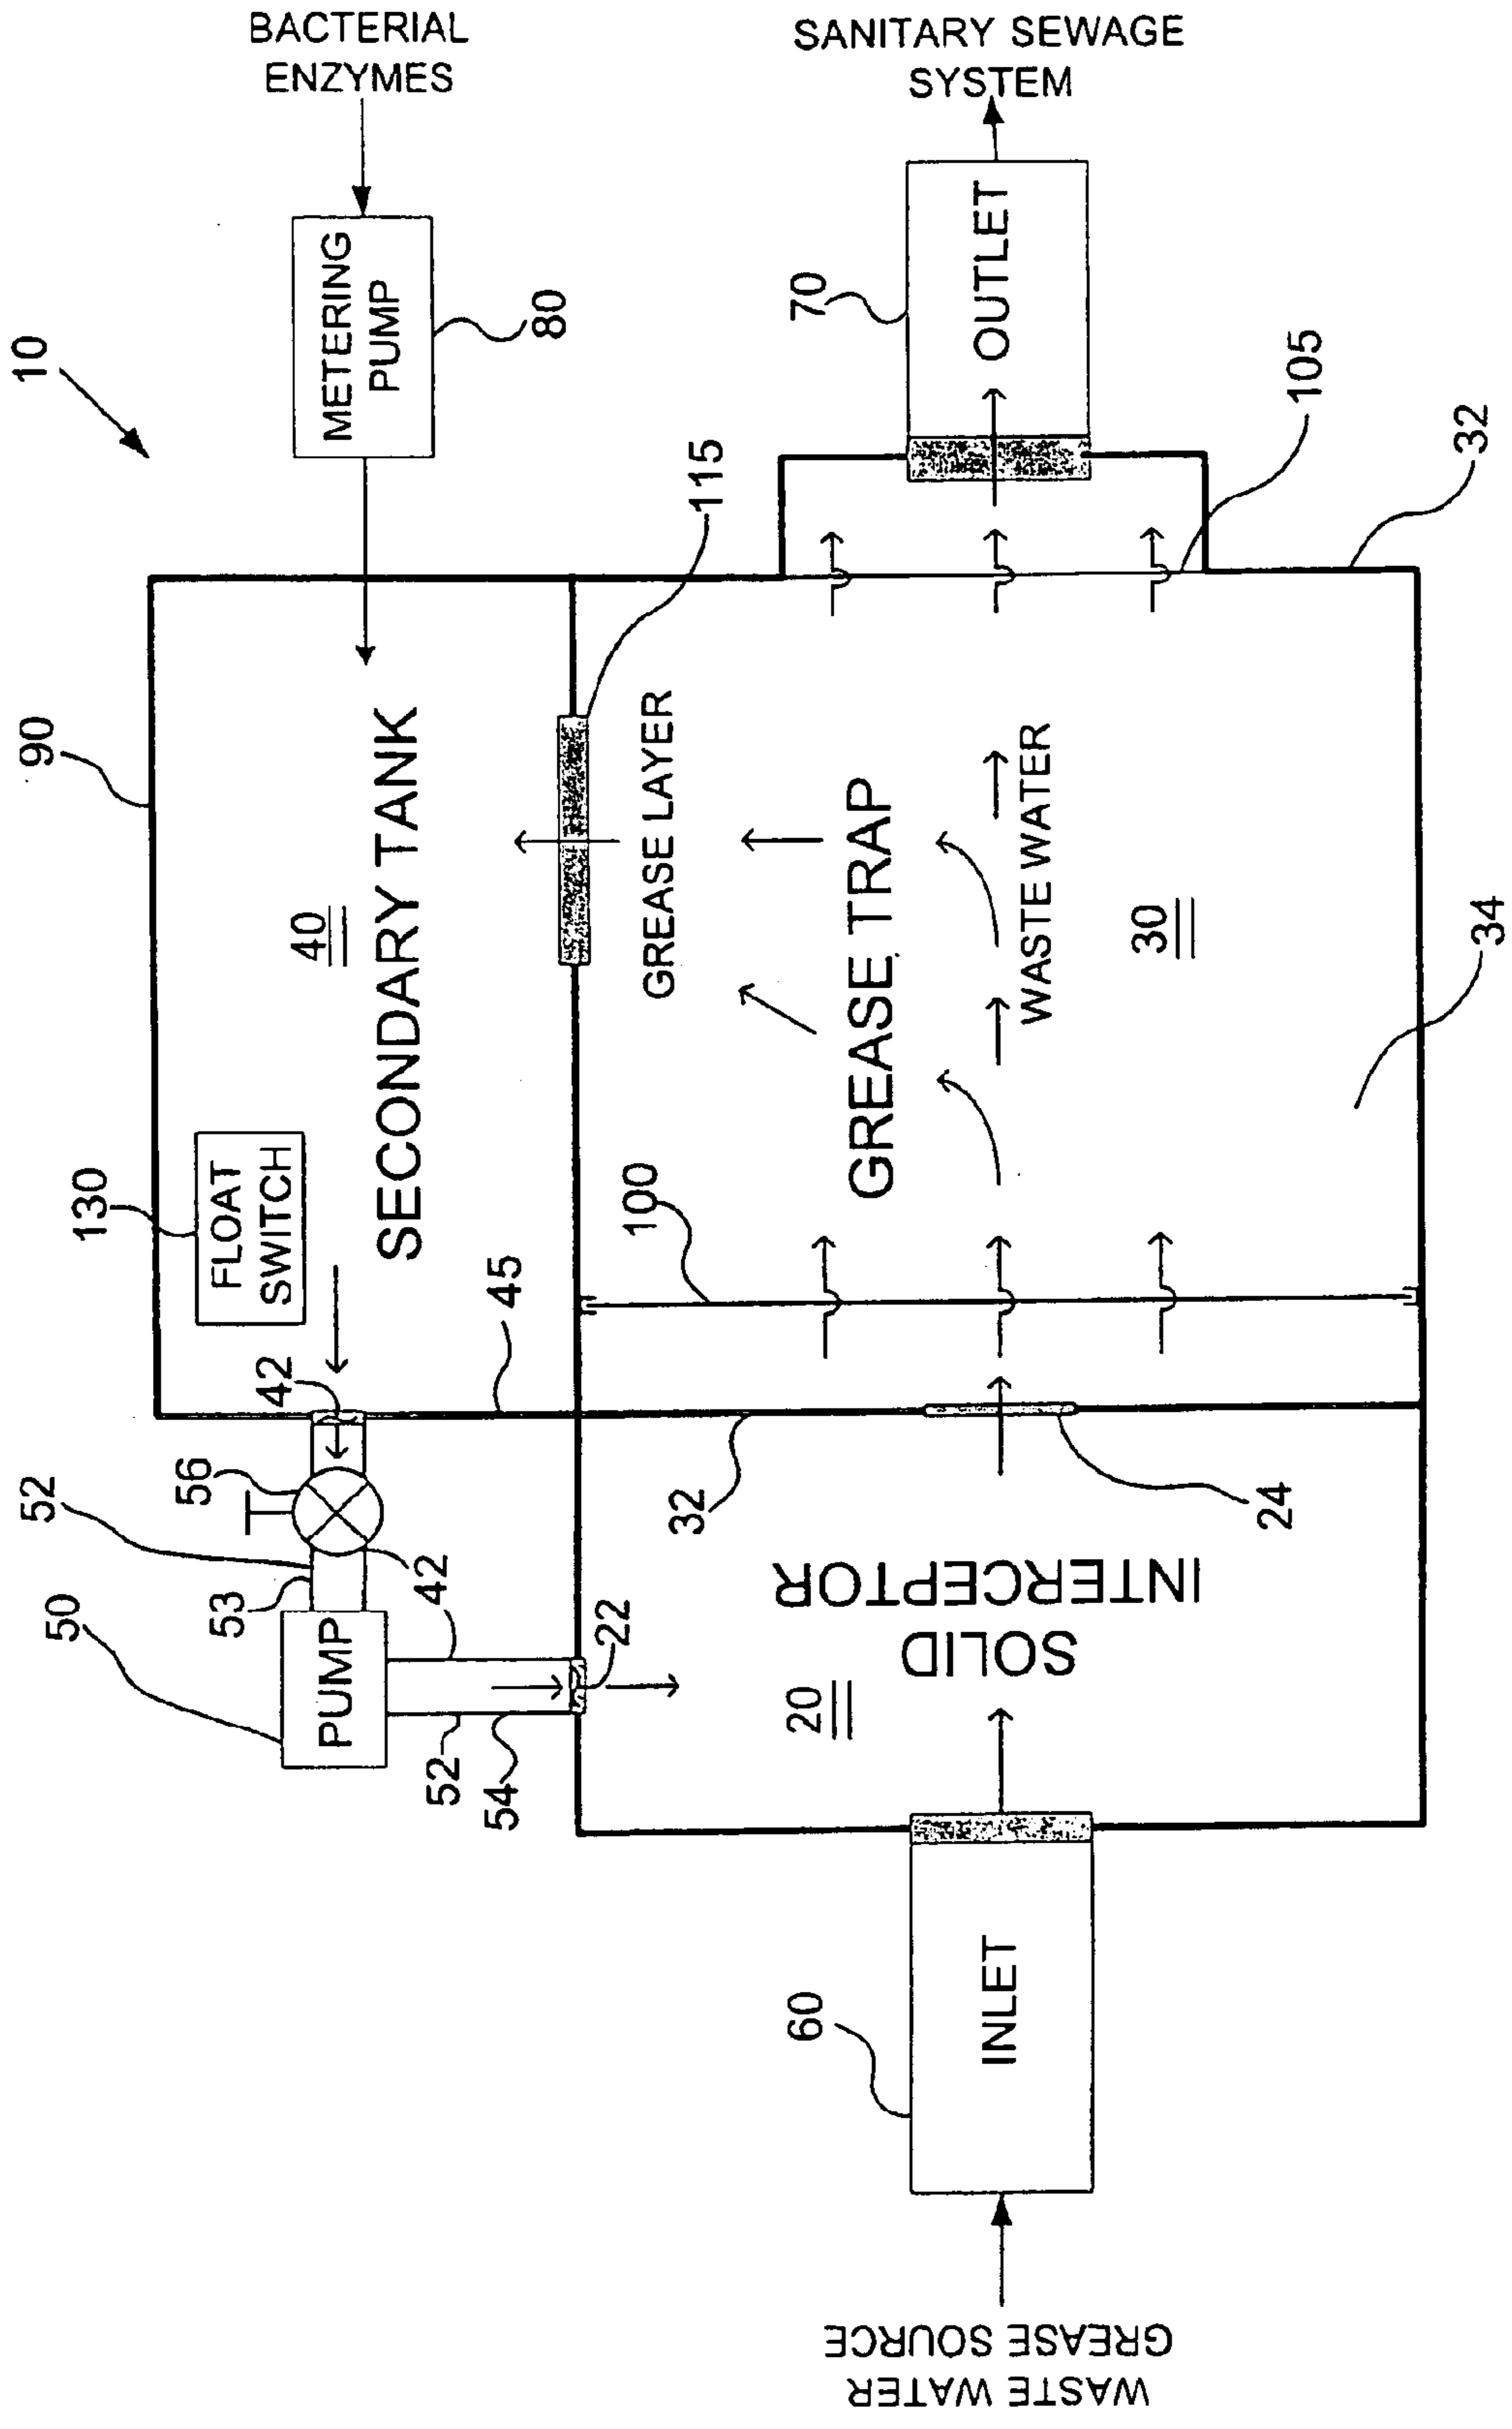 BACTERIAL
ENZYMES
SANITARY SEWAGE
SYSTEM
10
METERING
PUMP
80
70
OUTLET
105
32
115
90
40
SECONDARY TANK
GREASE LAYER
GREASE TRAP
WASTE WATER
30
34
130
FLOAT
SWITCH
100
45
42
56
52
53
42
50
PUMP
22
52
54
32
24
SOLID
INTERCEPTOR
20
60
INLET
WASTE WATER
GREASE SOURCE